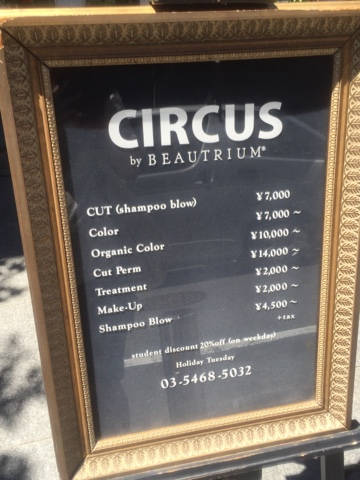 CIRCUS
by BEAUTRIUM®
CUT (shampoo blow) ¥7,000
Color ¥7,000~
Organic Color ¥10,000~
Cut Perm ¥14,000~
Treatment ¥2,000~
Make-Up ¥2,000~
Shampoo Blow ¥4,500~
+tax
student discount 20%off (on weekday)
Holiday Tuesday
03-5468-5032